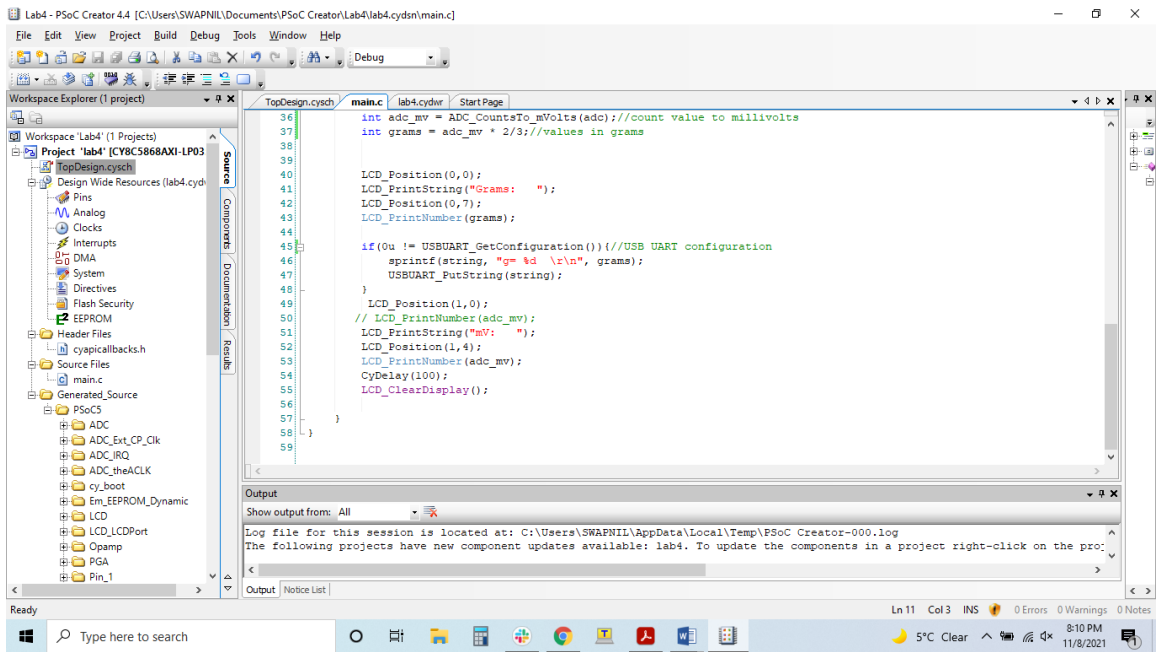 Lab4 - PSoC Creator 4.4 [C:\Users\SWAPNIL\Documents\PSoC Creator\Lab4\lab4.cydsn\main.c]
File Edit View Project Build Debug Tools Window Help
Debug
Workspace Explorer (1 project)
Workspace 'Lab4' (1 Projects)
Project 'lab4' [CY8C5868AXI-LP03
TopDesign.cysch
Design Wide Resources (lab4.cyd
Pins
Analog
Clocks
Interrupts
DMA
System
Directives
Flash Security
EEPROM
Header Files
cyapicallbacks.h
Source Files
main.c
Generated_Source
PSoC5
ADC
ADC_Ext_CP_Clk
ADC_IRQ
ADC_theACLK
cy_boot
Em_EEPROM_Dynamic
LCD
LCD_LCDPort
Opamp
PGA
Pin_1
Source
Components
Documentation
Results
TopDesign.cysch main.c lab4.cydwr Start Page
36 int adc_mv = ADC_CountsTo_mVolts(adc);//count value to millivolts
37 int grams = adc_mv * 2/3;//values in grams
38
39
40 LCD_Position(0,0);
41 LCD_PrintString("Grams:   ");
42 LCD_Position(0,7);
43 LCD_PrintNumber(grams);
44
45 if(0u != USBUART_GetConfiguration()){//USB UART configuration
46 sprintf(string, "g= %d  \r\n", grams);
47 USBUART_PutString(string);
48 }
49 LCD_Position(1,0);
50 // LCD_PrintNumber(adc_mv);
51 LCD_PrintString("mV:   ");
52 LCD_Position(1,4);
53 LCD_PrintNumber(adc_mv);
54 CyDelay(100);
55 LCD_ClearDisplay();
56
57 }
58 }
59
Output
Show output from: All
Log file for this session is located at: C:\Users\SWAPNIL\AppData\Local\Temp\PSoC Creator-000.log
The following projects have new component updates available: lab4. To update the components in a project right-click on the proj
Output Notice List
Ready
Ln 11 Col 3 INS 0 Errors 0 Warnings 0 Notes
Type here to search
5°C Clear
8:10 PM
11/8/2021